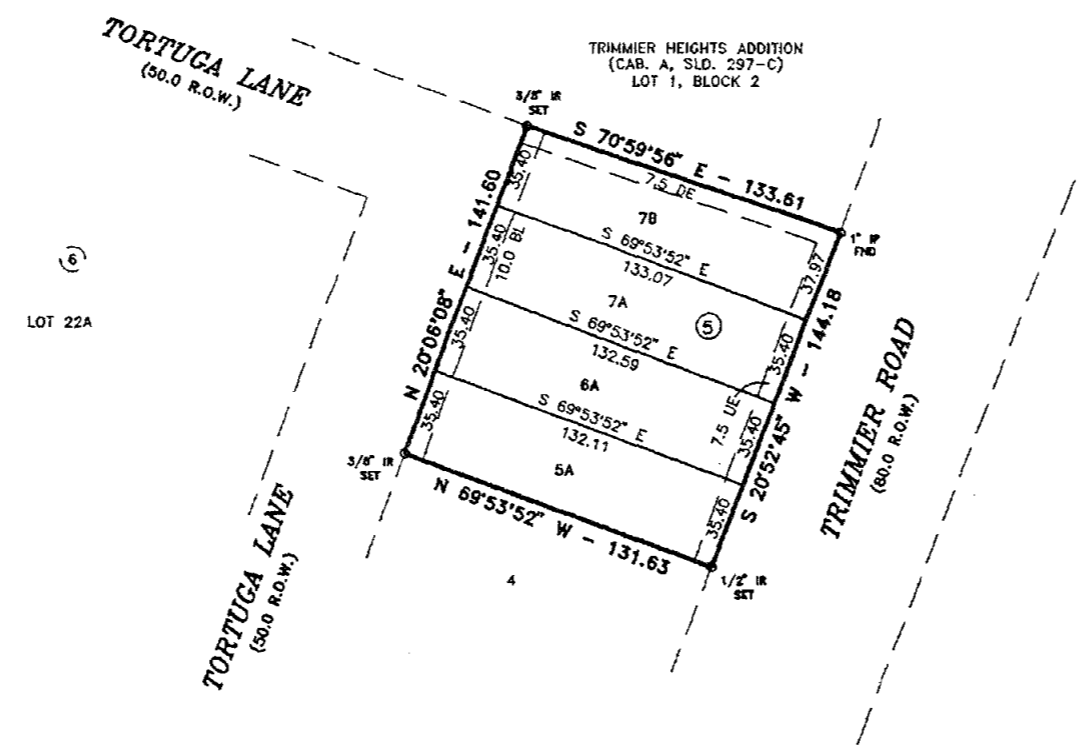 TORTUGA LANE
(50.0 R.O.W.)
TRIMMIER HEIGHTS ADDITION
(CAB. A, SLD. 297-C)
LOT 1, BLOCK 2
3/8" IR
SET
S 70°59'56" E - 133.61
7.5 DE
1" IP
FND
N 20°06'08" E - 141.60
35.40
35.40
35.40
35.40
10.0 BL
7B
S 69°53'52" E
133.07
7A
5
S 69°53'52" E
132.59
6A
S 69°53'52" E
132.11
5A
37.97
35.40
35.40
35.40
7.5 UE
S 20°52'45" W - 144.18
TRIMMIER ROAD
(80.0 R.O.W.)
6
LOT 22A
3/8" IR
SET
N 69°53'52" W - 131.63
1/2" IR
SET
4
TORTUGA LANE
(50.0 R.O.W.)